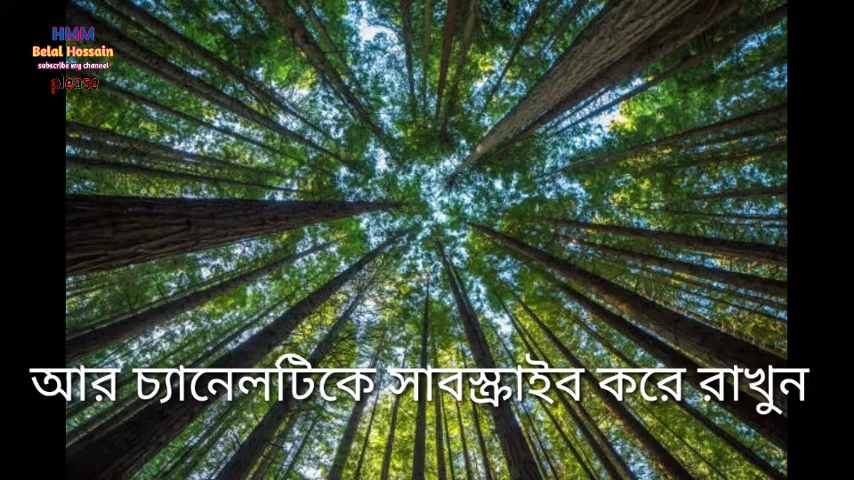 HMM
Belal Hossain
subscribe my channel
please
আর চ্যানেলটিকে সাবস্ক্রাইব করে রাখুন